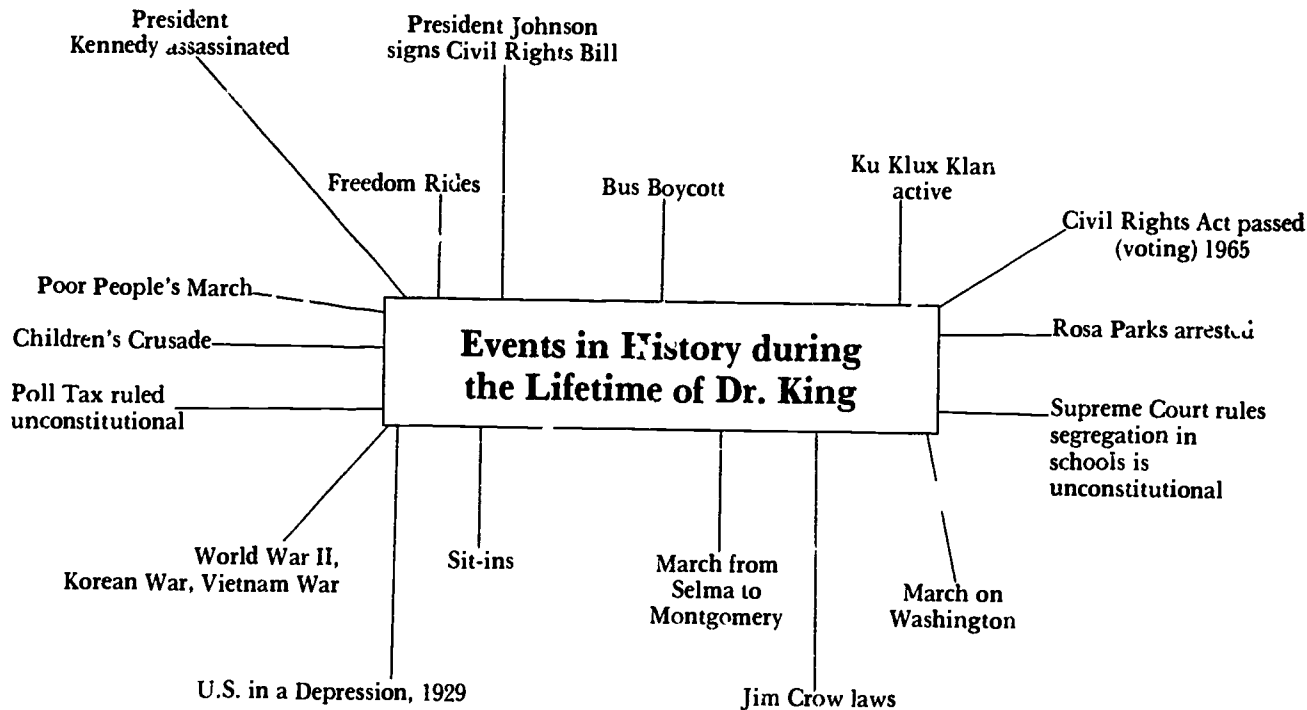 President
Kennedy assassinated
President Johnson
signs Civil Rights Bill
Freedom Rides
Bus Boycott
Ku Klux Klan
active
Civil Rights Act passed
(voting) 1965
Poor People's March
Children's Crusade
Poll Tax ruled
unconstitutional
Events in History during
the Lifetime of Dr. King
Rosa Parks arrested
Supreme Court rules
segregation in
schools is
unconstitutional
World War II,
Korean War, Vietnam War
Sit-ins
March from
Selma to
Montgomery
March on
Washington
U.S. in a Depression, 1929
Jim Crow laws